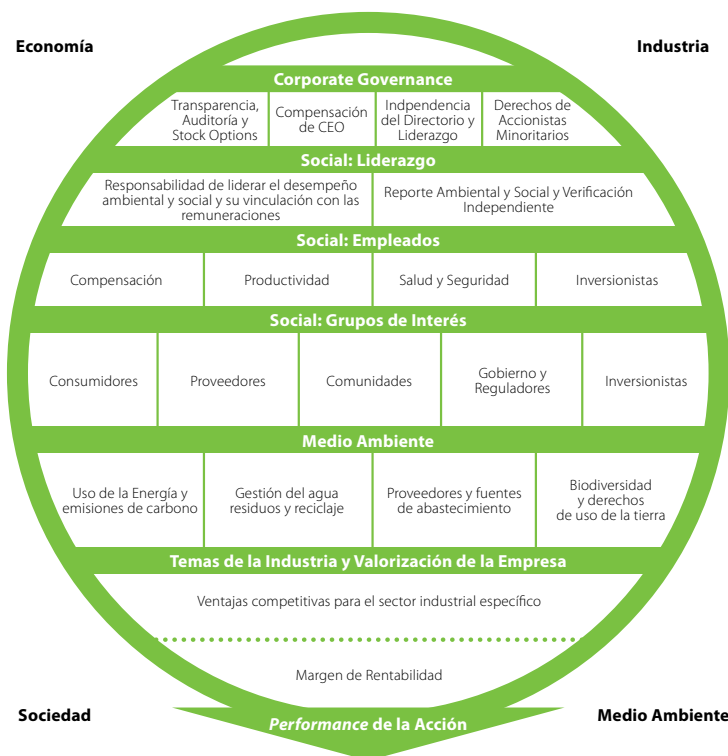 Economía
Industria
Corporate Governance
Transparencia,
Auditoría y
Stock Options
Compensación
de CEO
Indpendencia
del Directorio y
Liderazgo
Derechos de
Accionistas
Minoritarios
Social: Liderazgo
Responsabilidad de liderar el desempeño
ambiental y social y su vinculación con las
remuneraciones
Reporte Ambiental y Social y Verificación
Independiente
Social: Empleados
Compensación
Productividad
Salud y Seguridad
Inversionistas
Social: Grupos de Interés
Consumidores
Proveedores
Comunidades
Gobierno y
Reguladores
Inversionistas
Medio Ambiente
Uso de la Energía y
emisiones de carbono
Gestión del agua
residuos y reciclaje
Proveedores y fuentes
de abastecimiento
Biodiversidad
y derechos
de uso de la tierra
Temas de la Industria y Valorización de la Empresa
Ventajas competitivas para el sector industrial específico
Margen de Rentabilidad
Sociedad
Performance de la Acción
Medio Ambiente